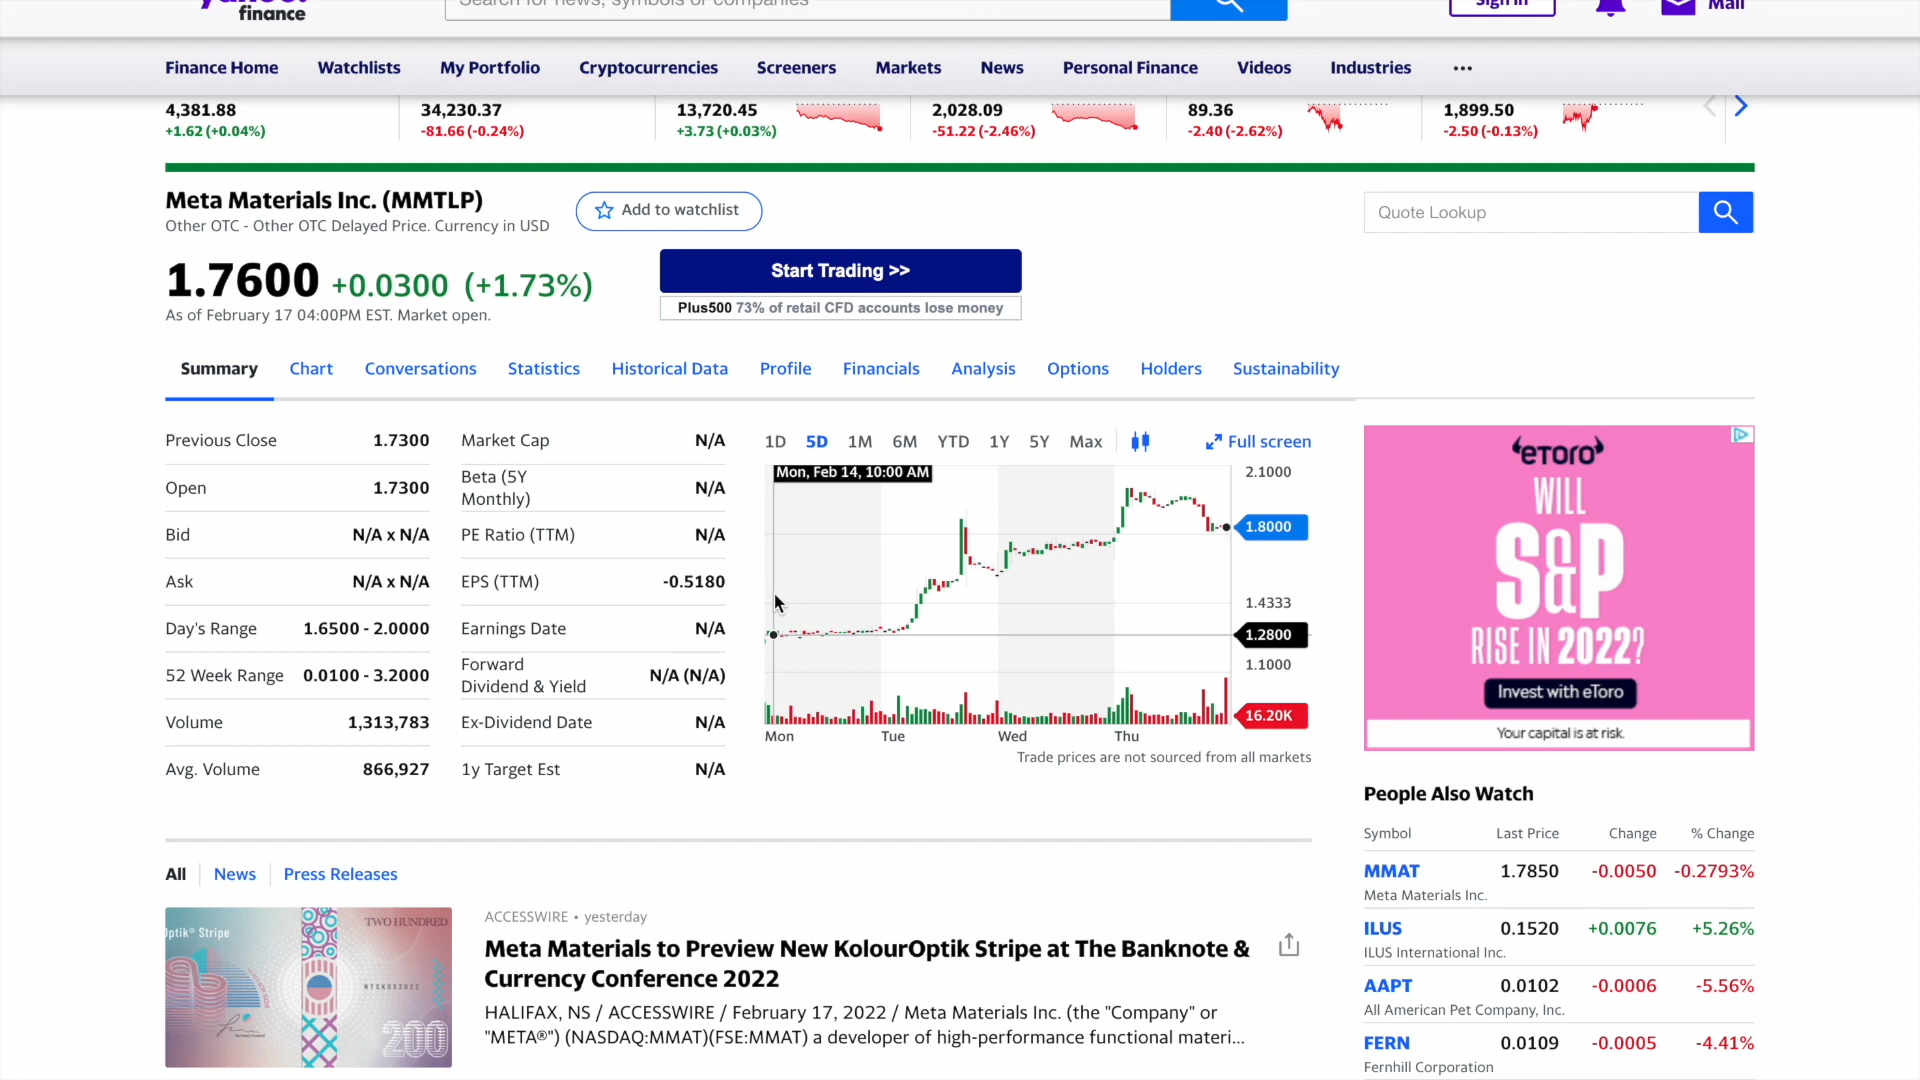 finance
Search for news, symbols or companies
Sign in
Mail
Finance Home Watchlists My Portfolio Cryptocurrencies Screeners Markets News Personal Finance Videos Industries ...
4,381.88 34,230.37 13,720.45 2,028.09 89.36 1,899.50
+1.62 (+0.04%) -81.66 (-0.24%) +3.73 (+0.03%) -51.22 (-2.46%) -2.40 (-2.62%) -2.50 (-0.13%)
Meta Materials Inc. (MMTLP)
Other OTC - Other OTC Delayed Price. Currency in USD
Add to watchlist
Quote Lookup
1.7600 +0.0300 (+1.73%)
As of February 17 04:00PM EST. Market open.
Start Trading >>
Plus500 73% of retail CFD accounts lose money
Summary Chart Conversations Statistics Historical Data Profile Financials Analysis Options Holders Sustainability
Previous Close 1.7300
Open 1.7300
Bid N/A x N/A
Ask N/A x N/A
Day's Range 1.6500 - 2.0000
52 Week Range 0.0100 - 3.2000
Volume 1,313,783
Avg. Volume 866,927
Market Cap N/A
Beta (5Y
Monthly) N/A
PE Ratio (TTM) N/A
EPS (TTM) -0.5180
Earnings Date N/A
Forward
Dividend & Yield N/A (N/A)
Ex-Dividend Date N/A
1y Target Est N/A
1D 5D 1M 6M YTD 1Y 5Y Max Full screen
Mon, Feb 14, 10:00 AM
2.1000
1.8000
1.4333
1.2800
1.1000
16.20K
Mon Tue Wed Thu
Trade prices are not sourced from all markets
eToro
WILL
S&P
RISE IN 2022?
Invest with eToro
Your capital is at risk.
People Also Watch
Symbol Last Price Change % Change
MMAT 1.7850 -0.0050 -0.2793%
Meta Materials Inc.
ILUS 0.1520 +0.0076 +5.26%
ILUS International Inc.
AAPT 0.0102 -0.0006 -5.56%
All American Pet Company, Inc.
FERN 0.0109 -0.0005 -4.41%
Fernhill Corporation
All News Press Releases
ptik® Stripe
TWO HUNDRED
NTSK052022
200
ACCESSWIRE • yesterday
Meta Materials to Preview New KolourOptik Stripe at The Banknote &
Currency Conference 2022
HALIFAX, NS / ACCESSWIRE / February 17, 2022 / Meta Materials Inc. (the "Company" or
"META®") (NASDAQ:MMAT)(FSE:MMAT) a developer of high-performance functional materi...